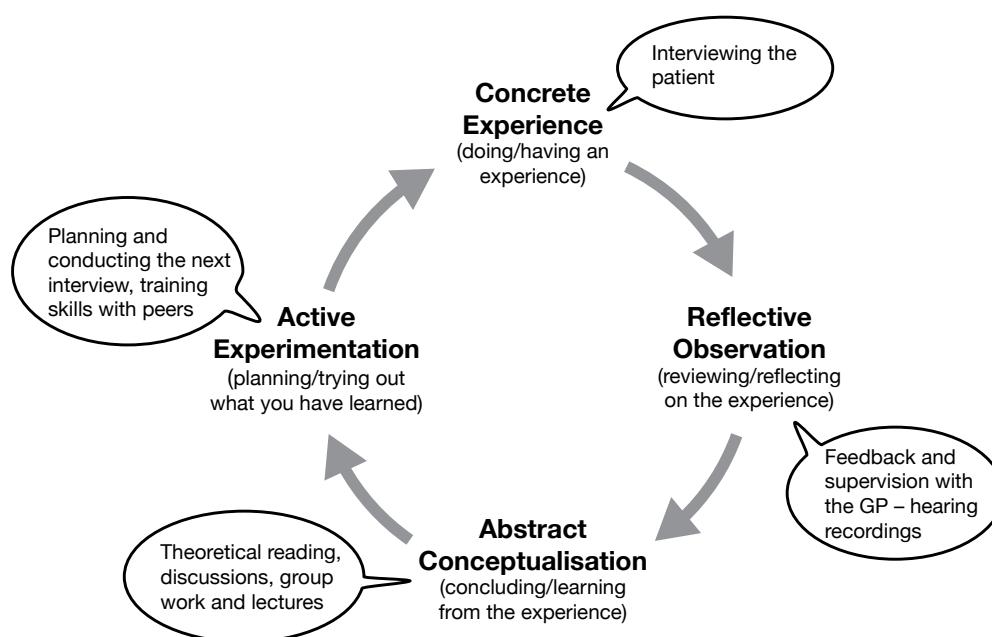 Interviewing the
patient
Concrete
Experience
(doing/having an
experience)
Planning and
conducting the next
interview, training
skills with peers
Active
Experimentation
(planning/trying out
what you have learned)
Reflective
Observation
(reviewing/reflecting
on the experience)
Feedback and
supervision with
the GP – hearing
recordings
Abstract
Conceptualisation
(concluding/learning
from the experience)
Theoretical reading,
discussions, group
work and lectures